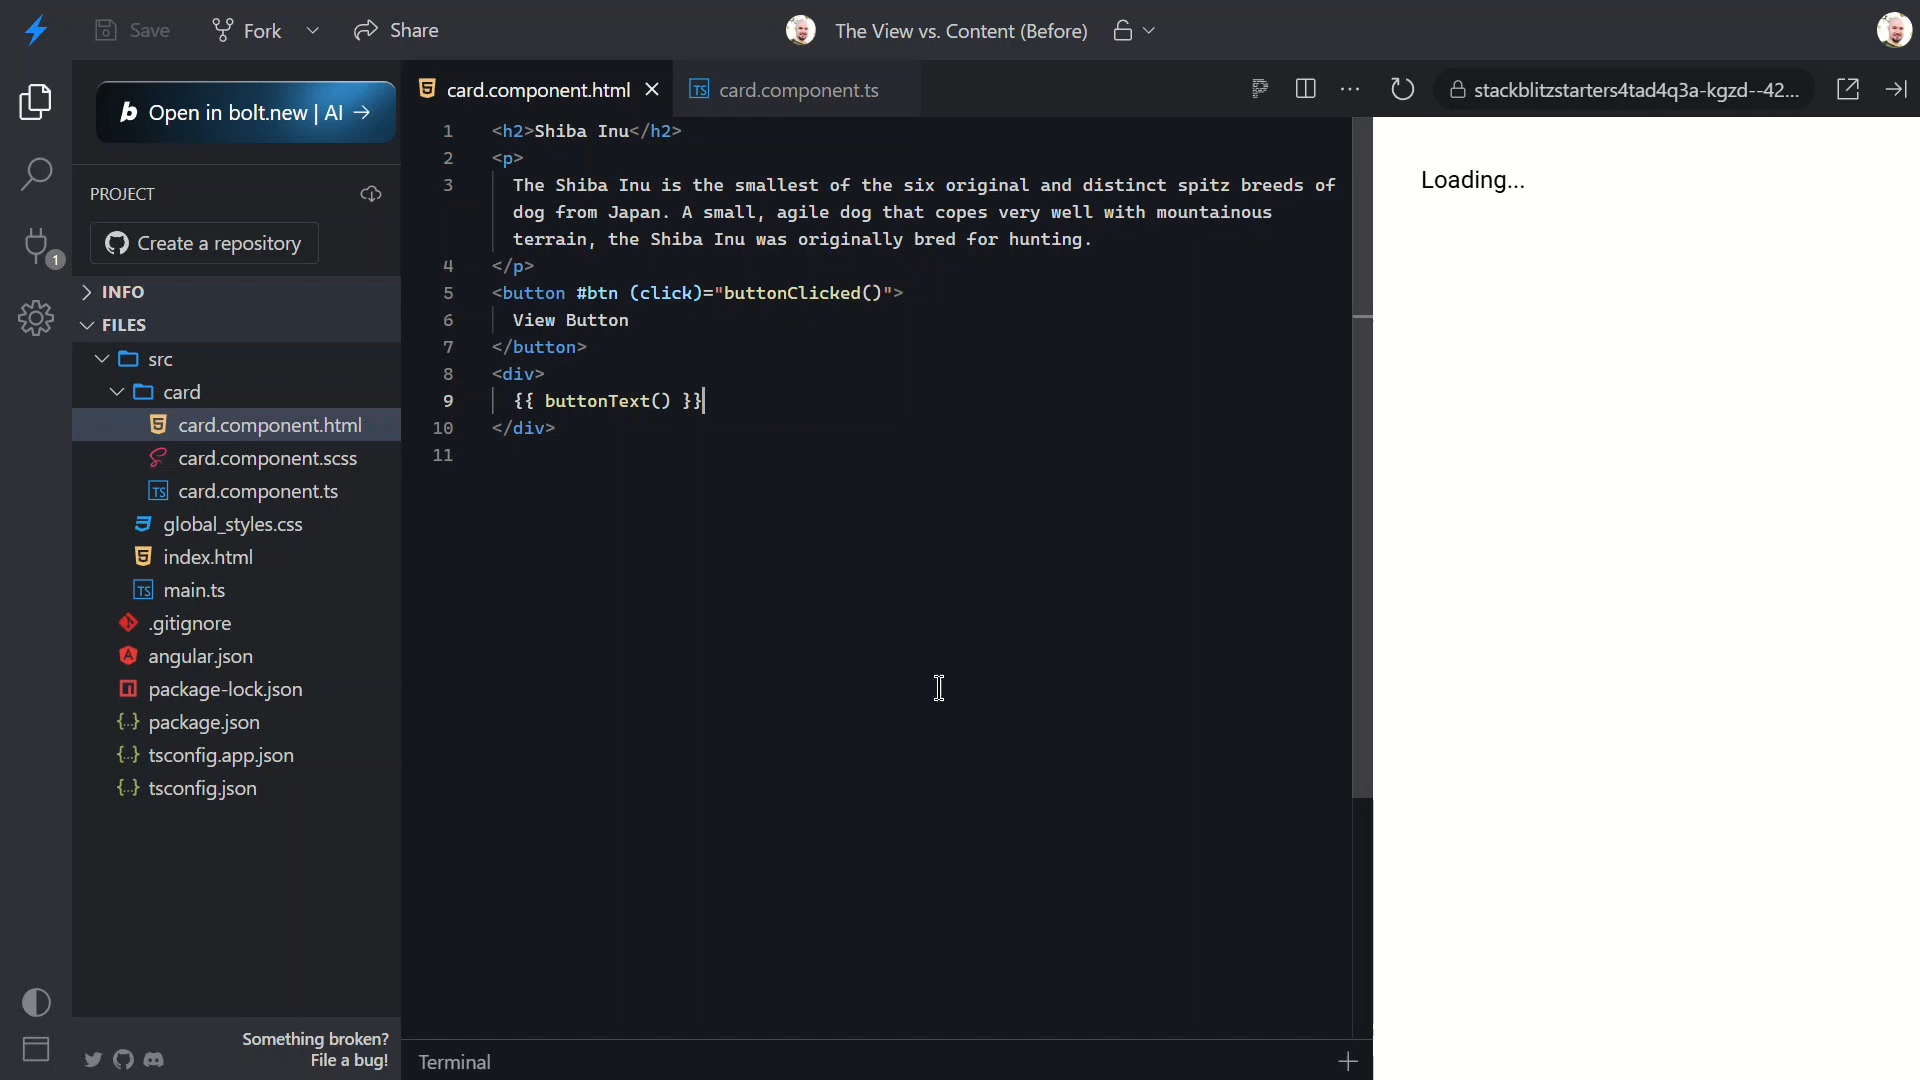 Save
Fork
Share
The View vs. Content (Before)
b Open in bolt.new | AI →
card.component.html
TS card.component.ts
stackblitzstarters4tad4q3a-kgzd--42...
PROJECT
Create a repository
1
INFO
FILES
src
card
card.component.html
card.component.scss
TS card.component.ts
global_styles.css
index.html
TS main.ts
.gitignore
angular.json
package-lock.json
{..} package.json
{..} tsconfig.app.json
{..} tsconfig.json
Something broken?
File a bug!
1 <h2>Shiba Inu</h2>
2 <p>
3 The Shiba Inu is the smallest of the six original and distinct spitz breeds of
dog from Japan. A small, agile dog that copes very well with mountainous
terrain, the Shiba Inu was originally bred for hunting.
4 </p>
5 <button #btn (click)="buttonClicked()">
6 View Button
7 </button>
8 <div>
9 {{ buttonText() }}
10 </div>
11
Terminal
Loading...